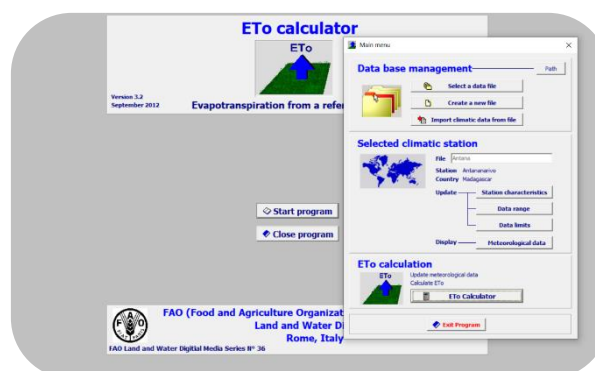 ETo calculator
ETo
Version 3.2
September 2012
Evapotranspiration from a refe
Start program
Close program
FAO (Food and Agriculture Organizat
Land and Water Di
Rome, Italy
FAO Land and Water Digitial Media Series N° 36
Main menu
Data base management
Path
Select a data file
Create a new file
Import climatic data from file
Selected climatic station
File Antana
Station Antananarivo
Country Madagascar
Update
Station characteristics
Data range
Data limits
Display
Meteorological data
ETo calculation
ETo
Update meteorological data
Calculate ETo
ETo Calculator
Exit Program